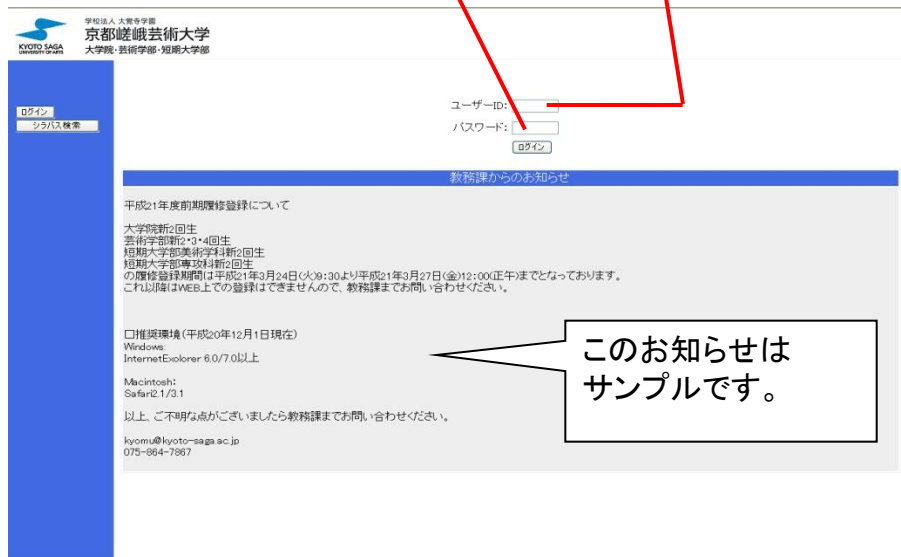 学校法人 大覚寺学園
京都嵯峨芸術大学
大学院・芸術学部・短期大学部
KYOTO SAGA
UNIVERSITY OF ARTS
ログイン
シラバス検索
ユーザーID:
パスワード:
ログイン
教務課からのお知らせ
平成21年度前期履修登録について
大学院新2回生
芸術学部新2・3・4回生
短期大学部美術学科新2回生
短期大学部専攻科新2回生
の履修登録期間は平成21年3月24日(火)9:30より平成21年3月27日(金)12:00(正午)までとなっております。
これ以降はWEB上での登録はできませんので、教務課までお問い合わせください。
□推奨環境(平成20年12月1日現在)
Windows:
InternetExplorer 6.0/7.0以上
Macintosh:
Safari2.1/3.1
以上、ご不明な点がございましたら教務課までお問い合わせください。
kyomu@kyoto-saga.ac.jp
075-864-7867
このお知らせは
サンプルです。